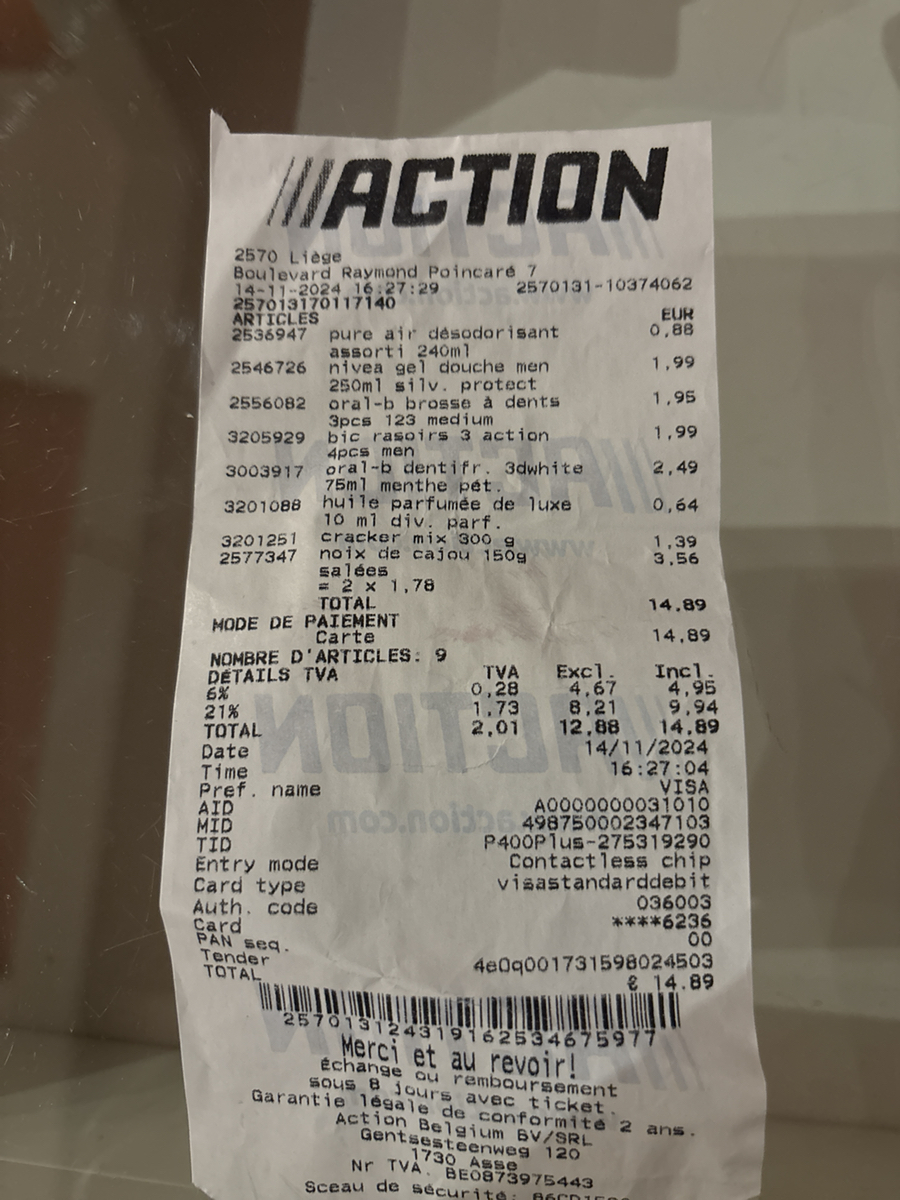 ///ACTION
2570 Liège
Boulevard Raymond Poincaré 7
14-11-2024 16:27:29 2570131-10374062
257013170117140
ARTICLES EUR
2536947 pure air désodorisant 0,88
assorti 240ml
2546726 nivea gel douche men 1,99
250ml silv. protect
2556082 oral-b brosse à dents 1,95
3pcs 123 medium
3205929 bic rasoirs 3 action 1,99
4pcs men
3003917 oral-b dentifr. 3dwhite 2,49
75ml menthe pét.
3201088 huile parfumée de luxe 0,64
10 ml div. parf.
3201251 cracker mix 300 g 1,39
2577347 noix de cajou 150g 3,56
salées
= 2 x 1,78
TOTAL 14,89
MODE DE PAIEMENT
Carte 14,89
NOMBRE D'ARTICLES: 9
DÉTAILS TVA TVA Excl. Incl.
6% 0,28 4,67 4,95
21% 1,73 8,21 9,94
TOTAL 2,01 12,88 14,89
Date 14/11/2024
Time 16:27:04
Pref. name VISA
AID A0000000031010
MID 498750002347103
TID P400Plus-275319290
Entry mode Contactless chip
Card type visastandarddebit
Auth. code 036003
Card ****6236
PAN seq. 00
Tender 4e0q001731598024503
TOTAL € 14.89
2570131243191625346759​77
Merci et au revoir!
Échange ou remboursement
sous 8 jours avec ticket.
Garantie légale de conformité 2 ans.
Action Belgium BV/SRL
Gentsesteenweg 120
1730 Asse
Nr TVA. BE0873975443
Sceau de sécurité: